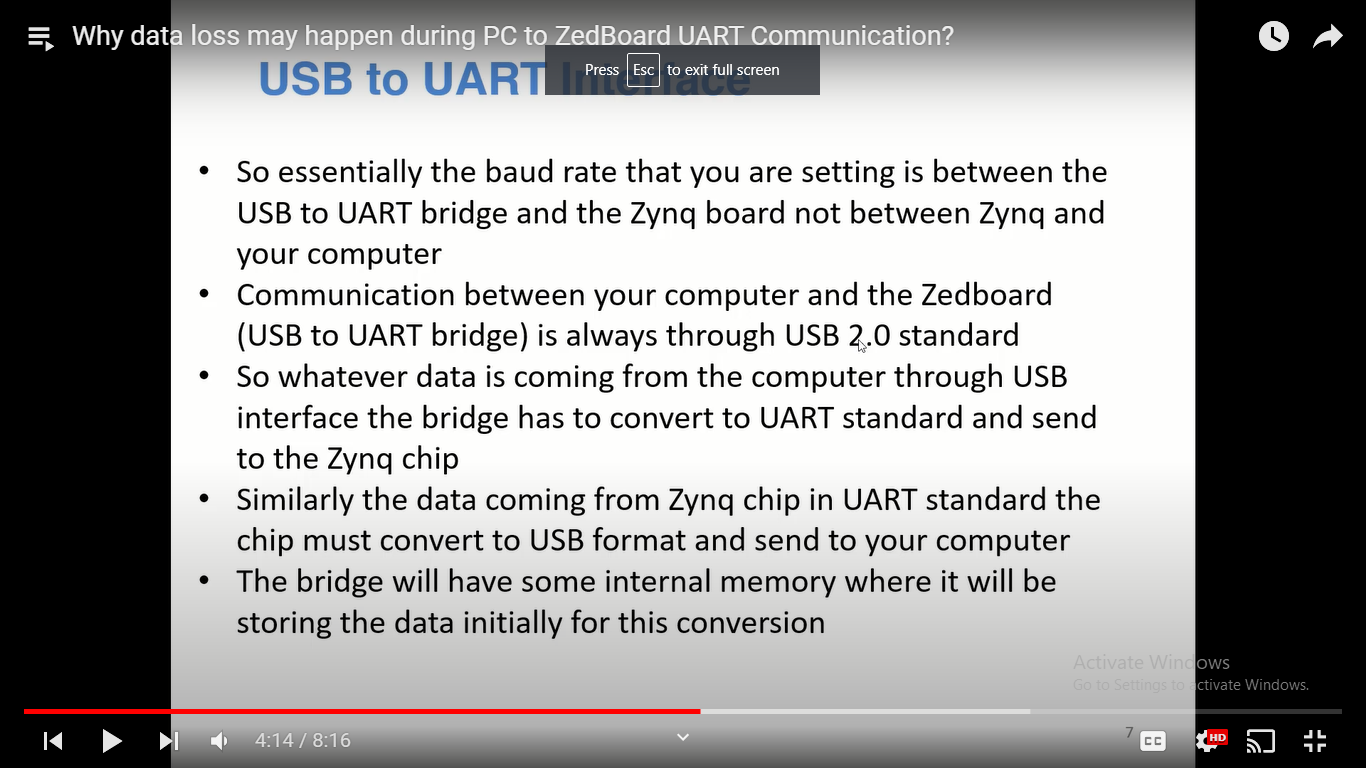 Why data loss may happen during PC to ZedBoard UART Communication?
Press Esc to exit full screen
USB to UART Interface
• So essentially the baud rate that you are setting is between the
USB to UART bridge and the Zynq board not between Zynq and
your computer
• Communication between your computer and the Zedboard
(USB to UART bridge) is always through USB 2.0 standard
• So whatever data is coming from the computer through USB
interface the bridge has to convert to UART standard and send
to the Zynq chip
• Similarly the data coming from Zynq chip in UART standard the
chip must convert to USB format and send to your computer
• The bridge will have some internal memory where it will be
storing the data initially for this conversion
Activate Windows
Go to Settings to activate Windows.
7
4:14 / 8:16
CC
HD